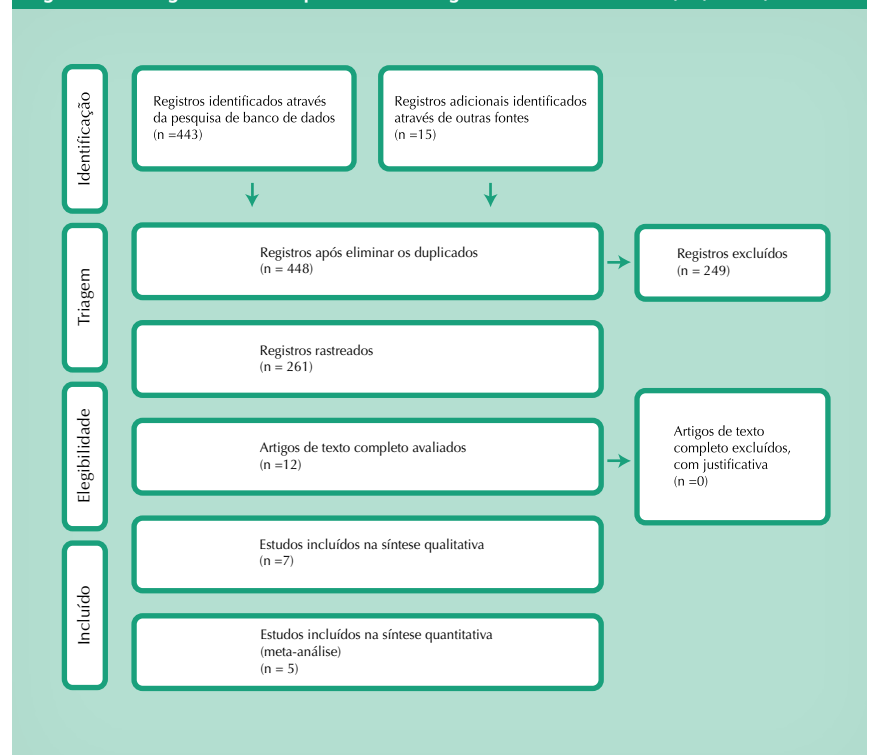 Identificação
Registros identificados através
da pesquisa de banco de dados
(n =443)
Registros adicionais identificados
através de outras fontes
(n =15)
Triagem
Registros após eliminar os duplicados
(n = 448)
Registros excluídos
(n = 249)
Registros rastreados
(n = 261)
Elegibilidade
Artigos de texto completo avaliados
(n =12)
Artigos de texto
completo excluídos,
com justificativa
(n =0)
Incluído
Estudos incluídos na síntese qualitativa
(n =7)
Estudos incluídos na síntese quantitativa
(meta-análise)
(n = 5)